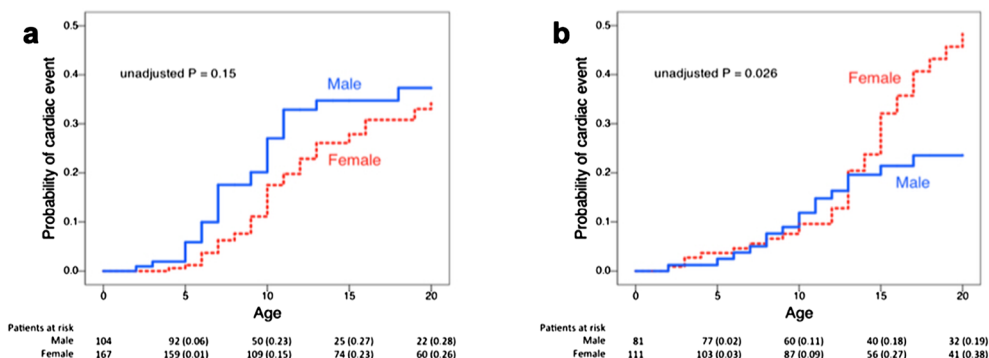 a
unadjusted P = 0.15
Male
Female
Probability of cardiac event
0.5
0.4
0.3
0.2
0.1
0.0
0 5 10 15 20
Age
Patients at risk
Male 104 92 (0.06) 50 (0.23) 25 (0.27) 22 (0.28)
Female 167 159 (0.01) 109 (0.15) 74 (0.23) 60 (0.26)
b
unadjusted P = 0.026
Female
Male
Probability of cardiac event
0.5
0.4
0.3
0.2
0.1
0.0
0 5 10 15 20
Age
Patients at risk
Male 81 77 (0.02) 60 (0.11) 40 (0.18) 32 (0.19)
Female 111 103 (0.03) 87 (0.09) 56 (0.27) 41 (0.38)